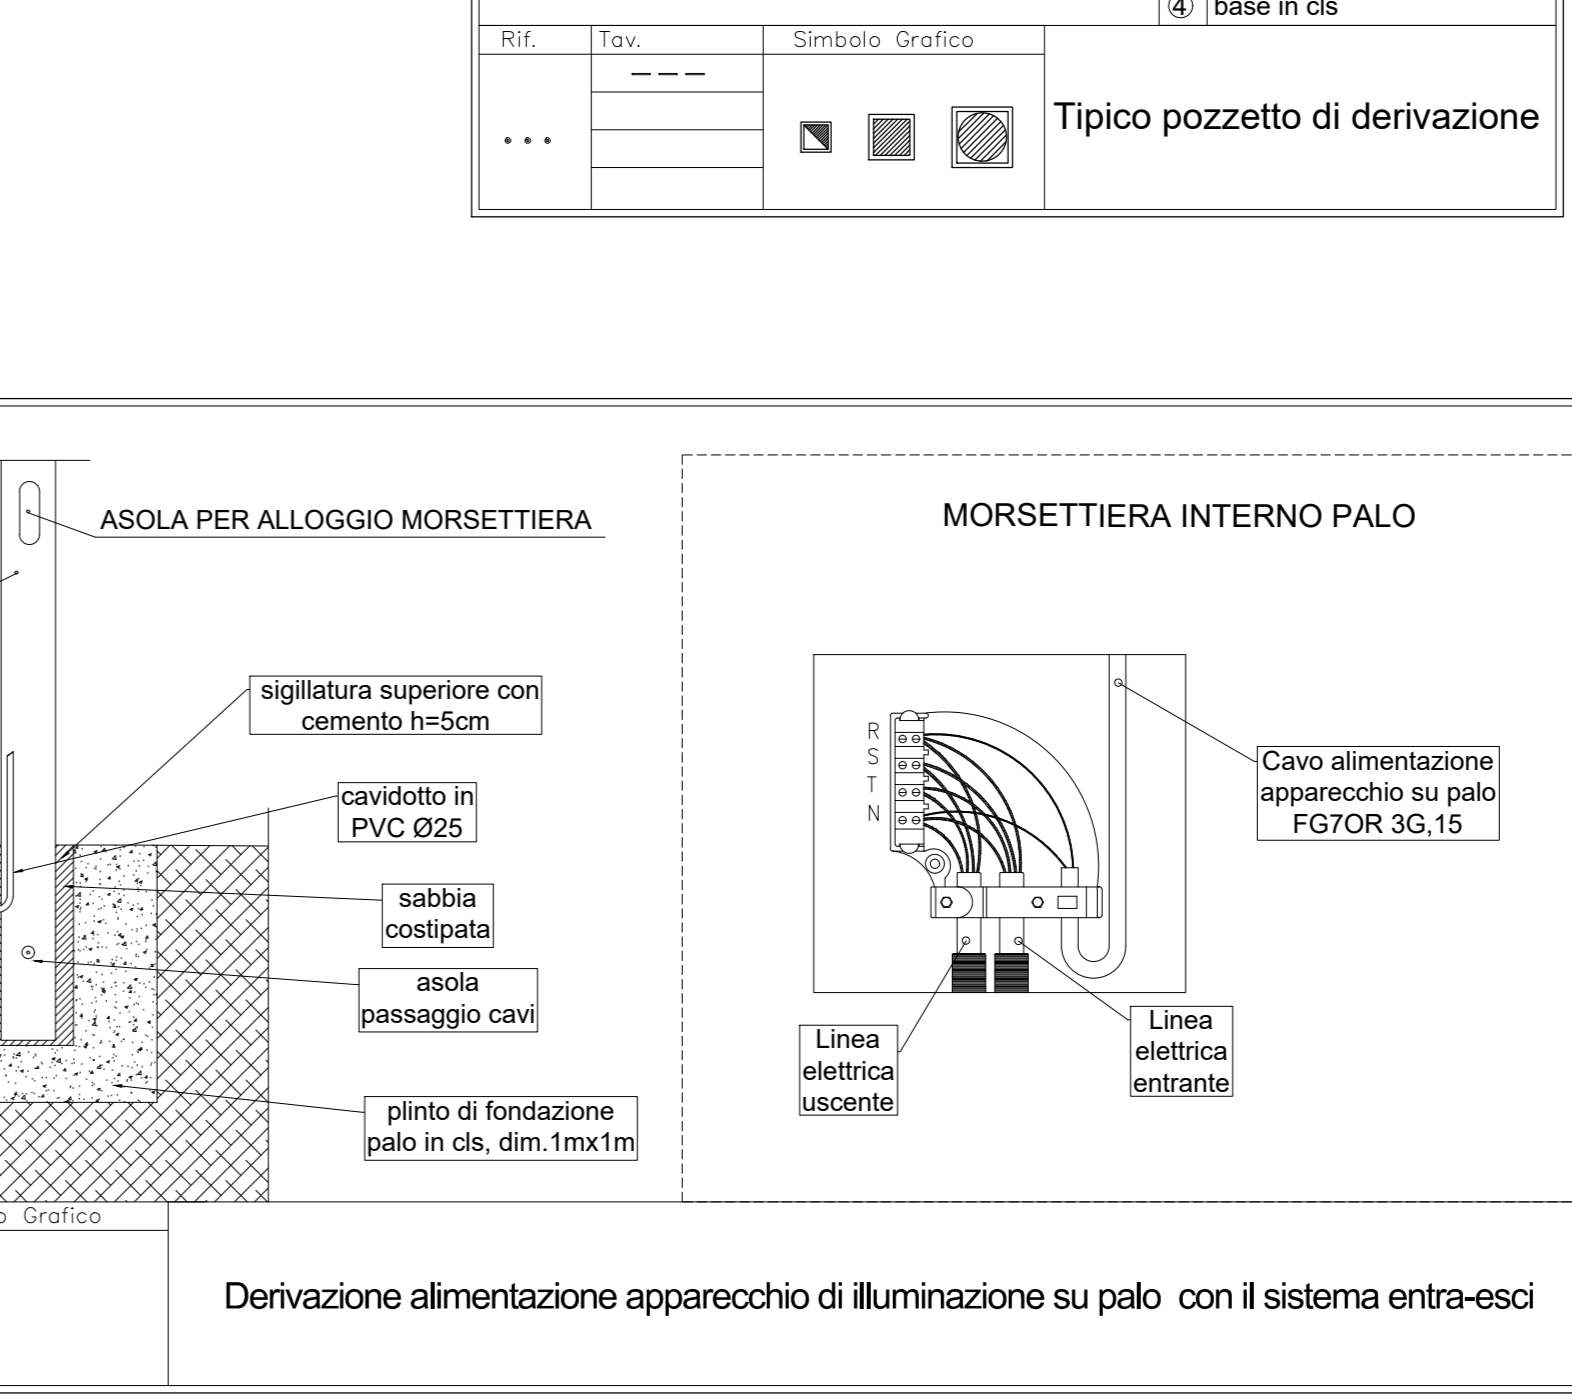 ④ base in cls
Rif. Tav. Simbolo Grafico
Tipico pozzetto di derivazione
ASOLA PER ALLOGGIO MORSETTIERA
MORSETTIERA INTERNO PALO
sigillatura superiore con
cemento h=5cm
cavidotto in
PVC Ø25
sabbia
costipata
asola
passaggio cavi
plinto di fondazione
palo in cls, dim.1mx1m
R
S
T
N
Cavo alimentazione
apparecchio su palo
FG7OR 3G,15
Linea
elettrica
uscente
Linea
elettrica
entrante
o Grafico
Derivazione alimentazione apparecchio di illuminazione su palo con il sistema entra-esci